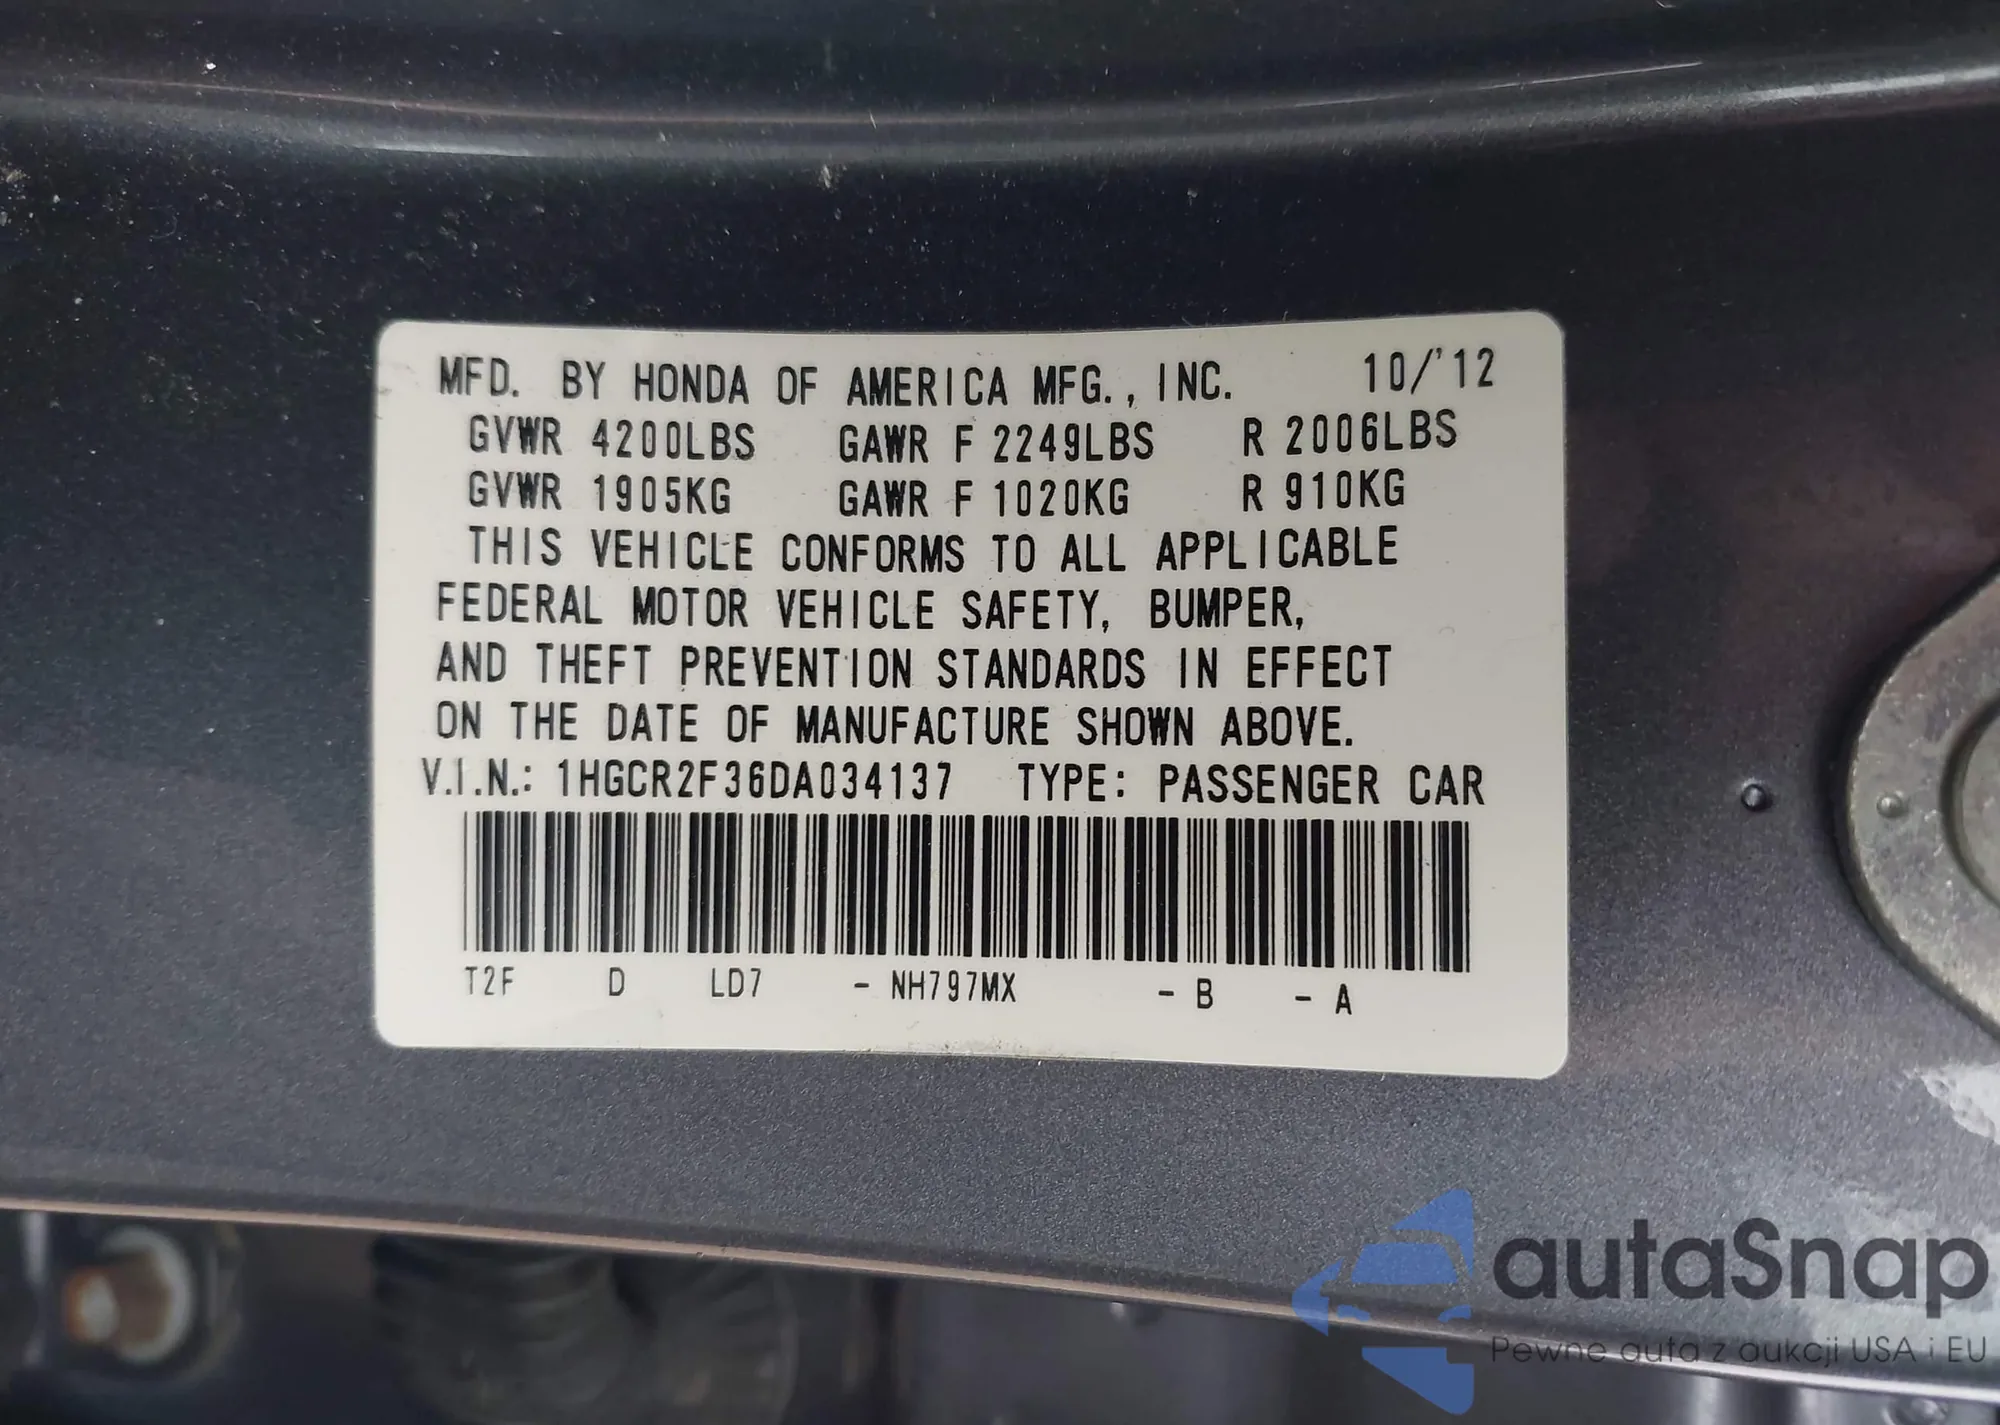 MFD. BY HONDA OF AMERICA MFG., INC. 10/'12
GVWR 4200LBS GAWR F 2249LBS R 2006LBS
GVWR 1905KG GAWR F 1020KG R 910KG
THIS VEHICLE CONFORMS TO ALL APPLICABLE
FEDERAL MOTOR VEHICLE SAFETY, BUMPER,
AND THEFT PREVENTION STANDARDS IN EFFECT
ON THE DATE OF MANUFACTURE SHOWN ABOVE.
V.I.N.: 1HGCR2F36DA034137 TYPE: PASSENGER CAR
T2F D LD7 - NH797MX - B - A
autaSnap
Pewne auta z aukcji USA i EU